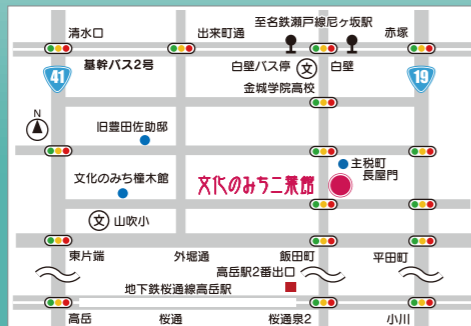 至名鉄瀬戸線尼ヶ坂駅
清水口
出来町通
赤塚
41
基幹バス2号
白壁バス停
文
白壁
19
金城学院高校
N
旧豊田佐助邸
主税町
長屋門
文化のみち橦木館
文化のみち二葉館
文
山吹小
東片端
外堀通
飯田町
平田町
高岳駅2番出口
地下鉄桜通線高岳駅
高岳
桜通
桜通泉2
小川